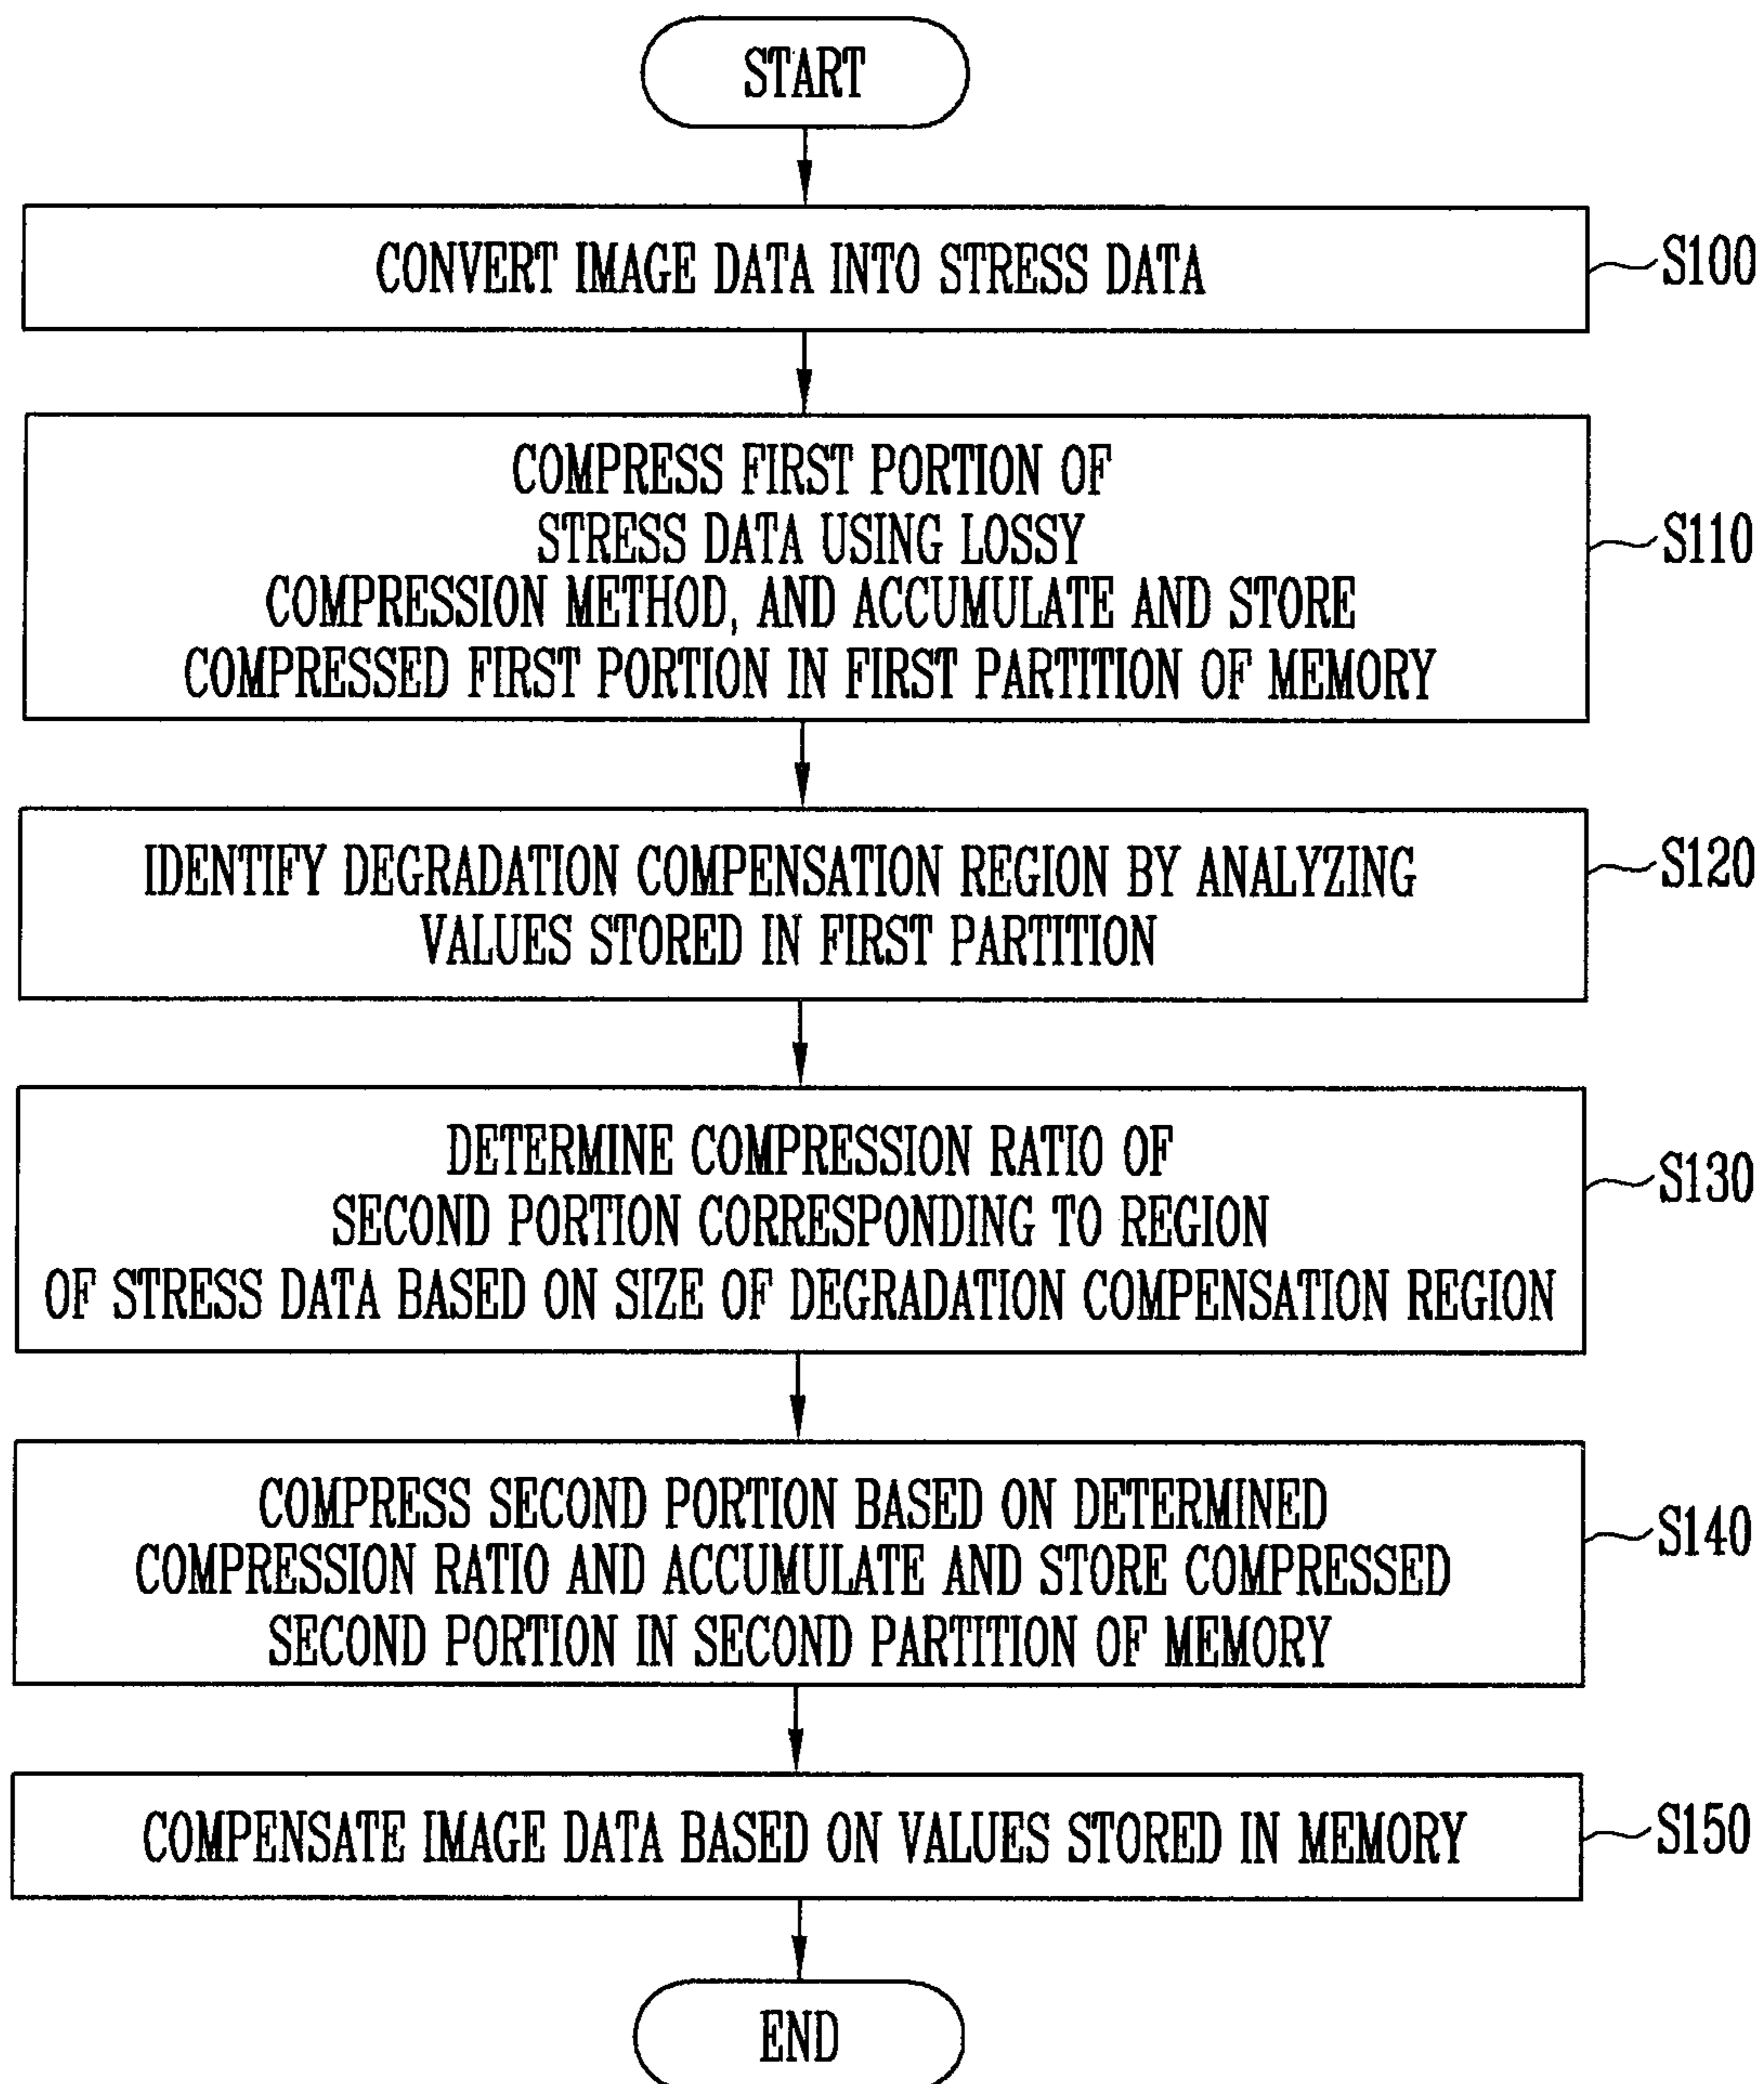 START
CONVERT IMAGE DATA INTO STRESS DATA
S100
COMPRESS FIRST PORTION OF
STRESS DATA USING LOSSY
COMPRESSION METHOD, AND ACCUMULATE AND STORE
COMPRESSED FIRST PORTION IN FIRST PARTITION OF MEMORY
S110
IDENTIFY DEGRADATION COMPENSATION REGION BY ANALYZING
VALUES STORED IN FIRST PARTITION
S120
DETERMINE COMPRESSION RATIO OF
SECOND PORTION CORRESPONDING TO REGION
OF STRESS DATA BASED ON SIZE OF DEGRADATION COMPENSATION REGION
S130
COMPRESS SECOND PORTION BASED ON DETERMINED
COMPRESSION RATIO AND ACCUMULATE AND STORE COMPRESSED
SECOND PORTION IN SECOND PARTITION OF MEMORY
S140
COMPENSATE IMAGE DATA BASED ON VALUES STORED IN MEMORY
S150
END